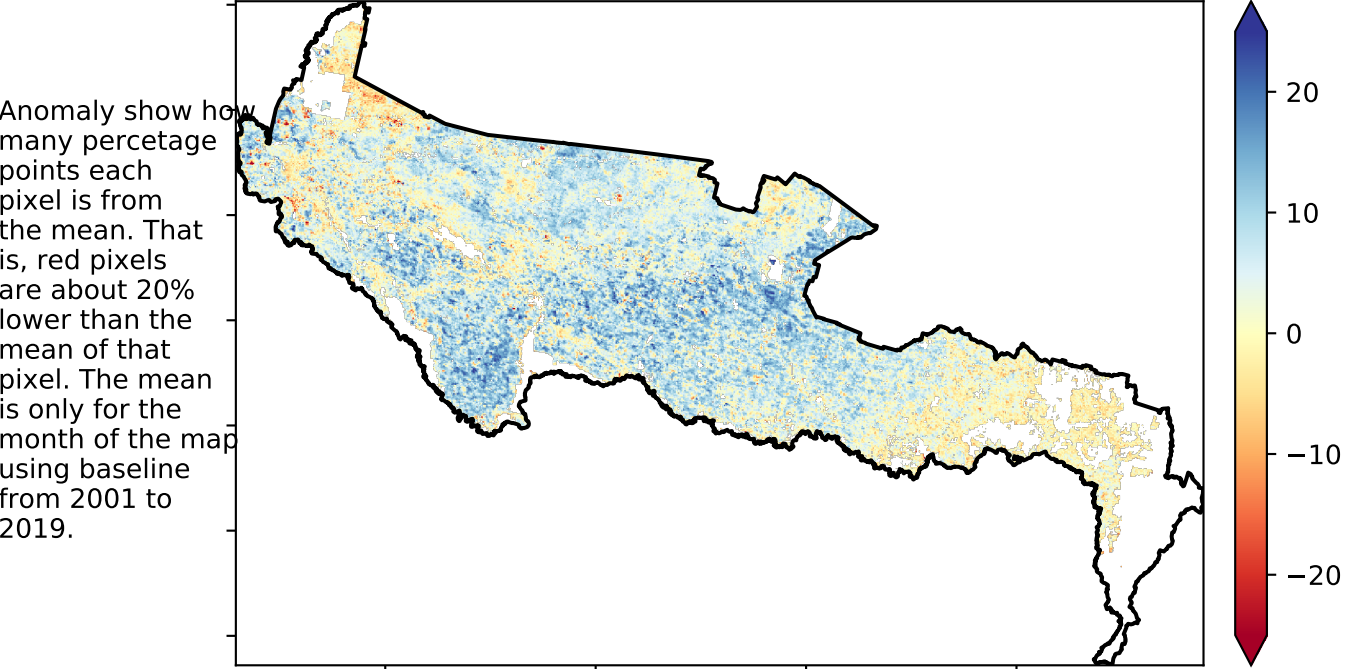 Anomaly show how
many percetage
points each
pixel is from
the mean. That
is, red pixels
are about 20%
lower than the
mean of that
pixel. The mean
is only for the
month of the map
using baseline
from 2001 to
2019.
20
10
0
−10
−20